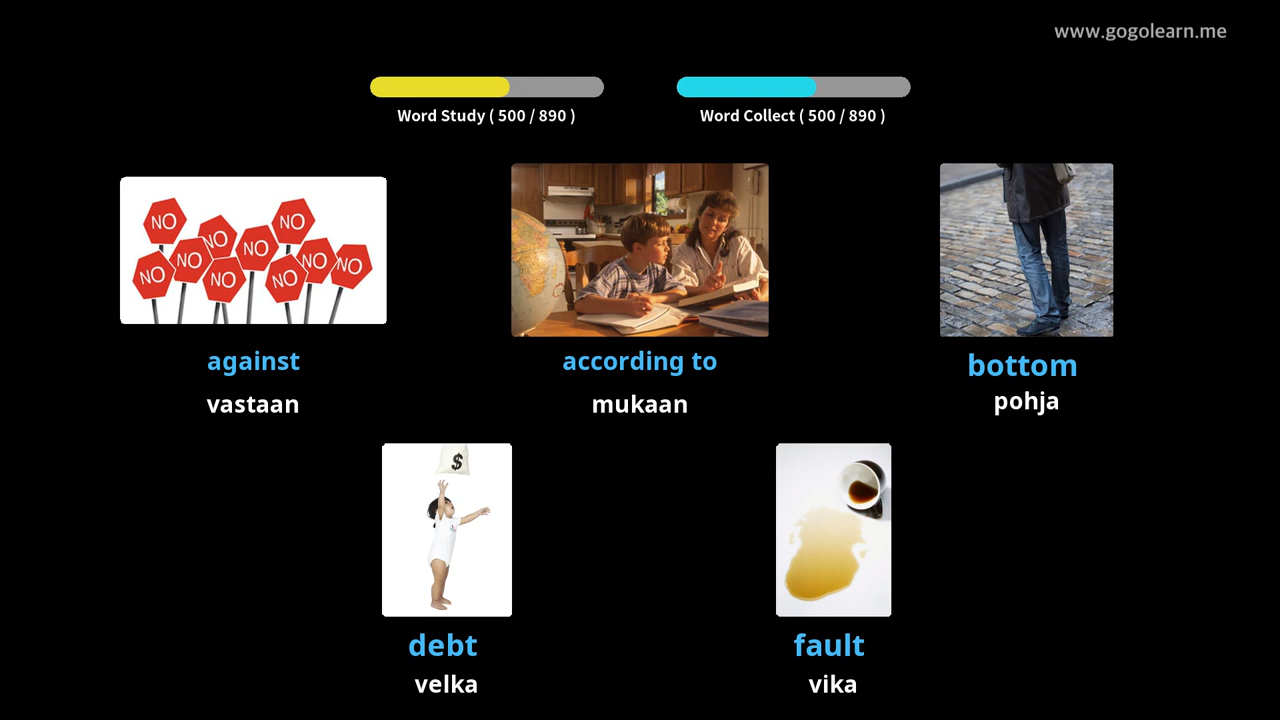 www.gogolearn.me
Word Study ( 500 / 890 )
Word Collect ( 500 / 890 )
NO
NO
NO
NO
NO
NO
NO
NO
NO
NO
against
according to
bottom
vastaan
mukaan
pohja
$
debt
fault
velka
vika